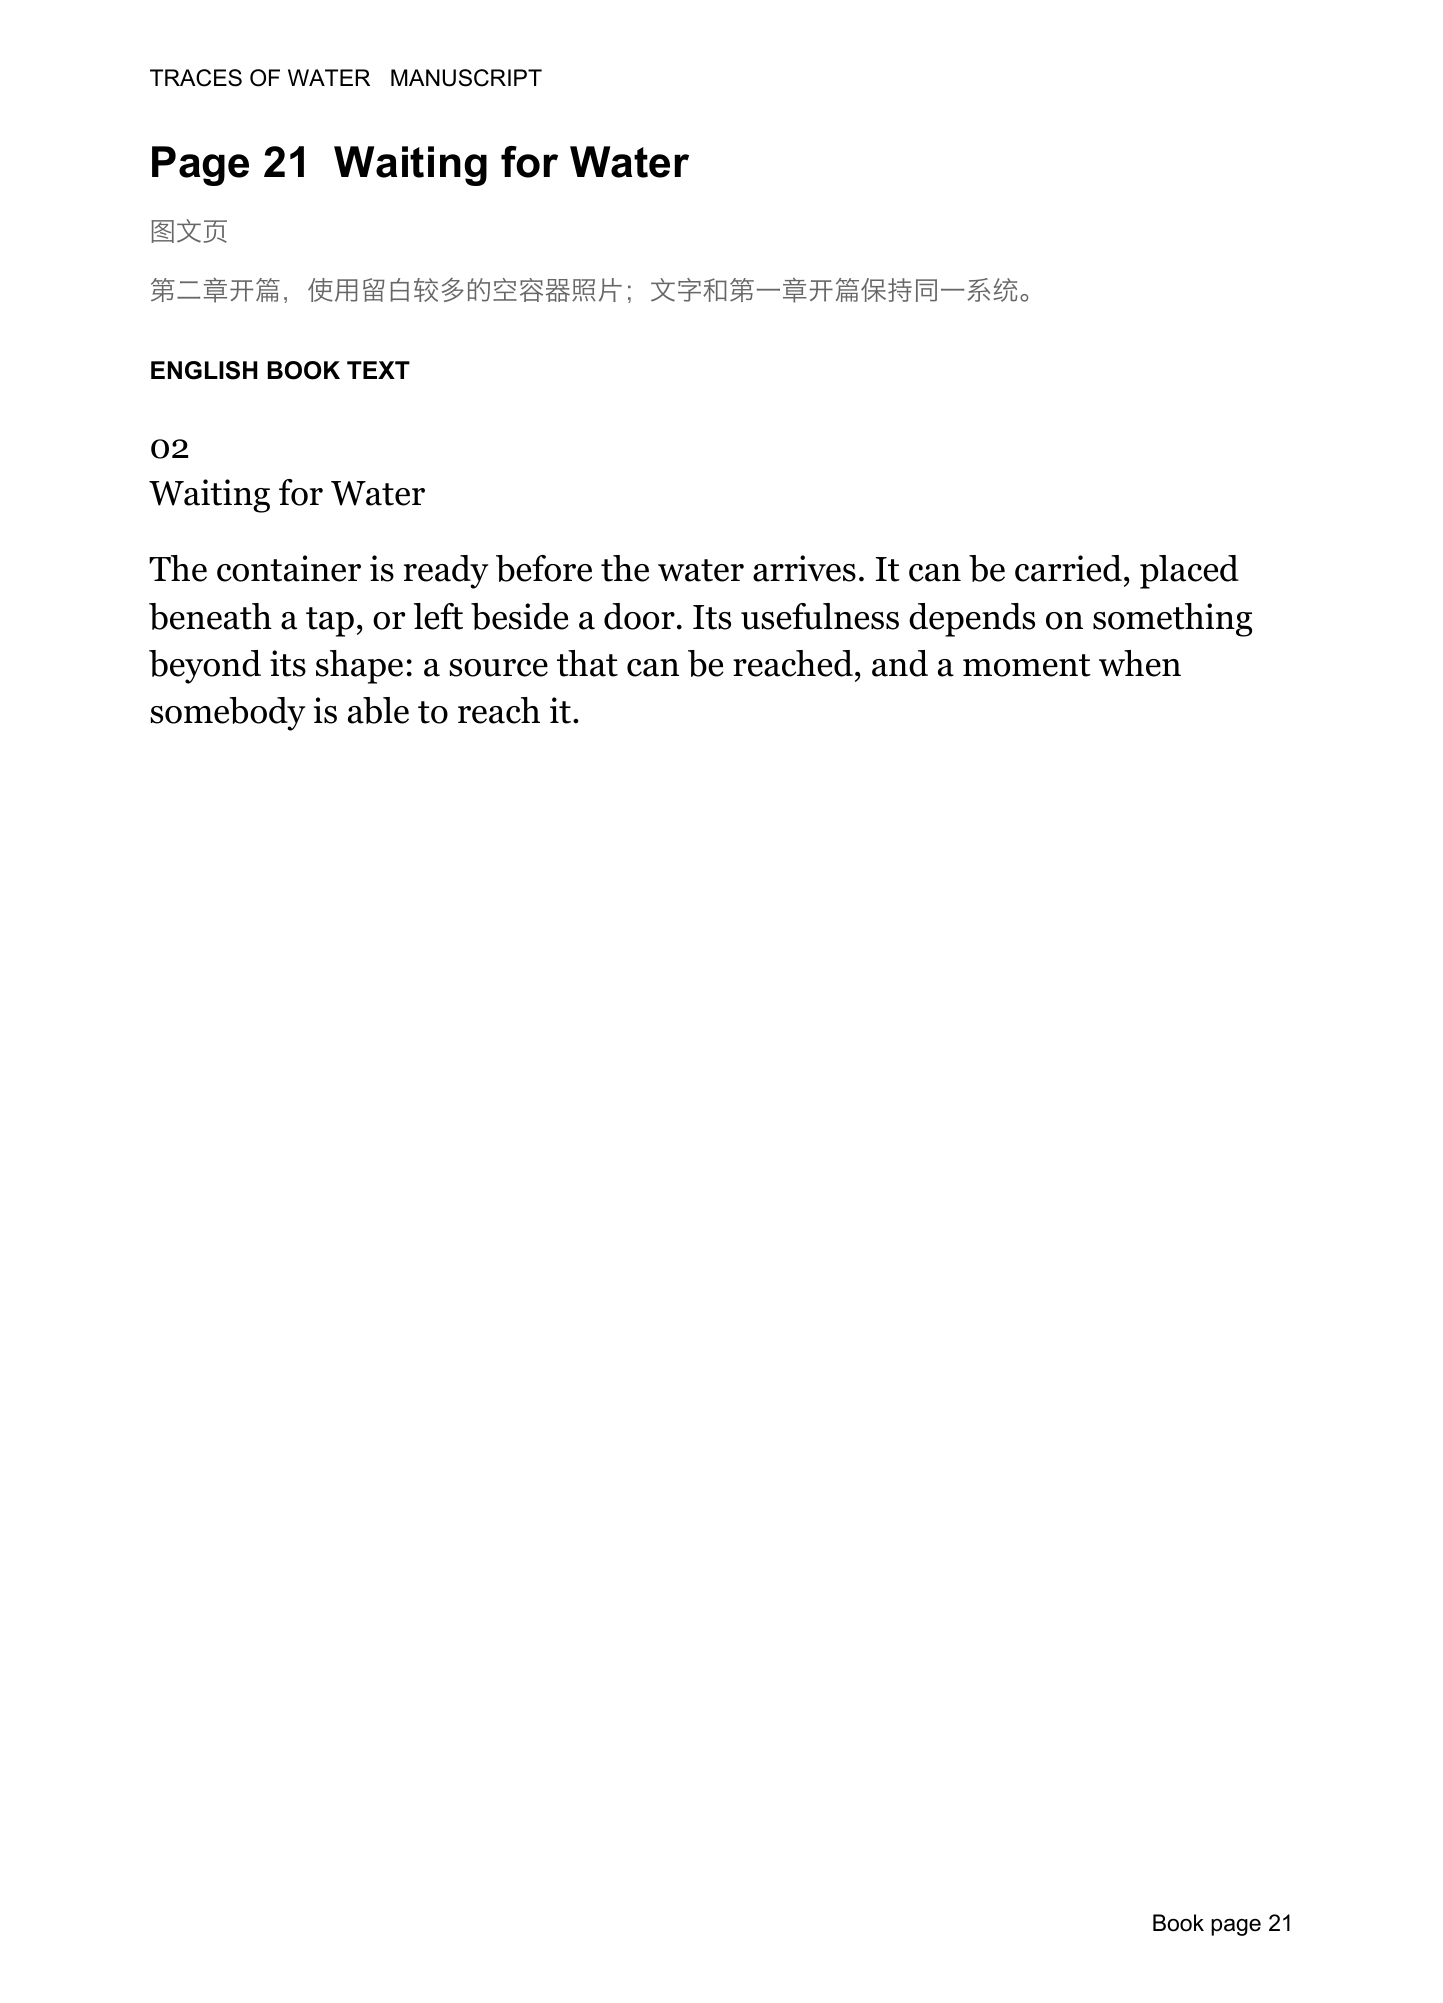 TRACES OF WATER   MANUSCRIPT
Page 21  Waiting for Water
图文页
第二章开篇，使用留白较多的空容器照片；文字和第一章开篇保持同一系统。
ENGLISH BOOK TEXT
02
Waiting for Water
The container is ready before the water arrives. It can be carried, placed
beneath a tap, or left beside a door. Its usefulness depends on something
beyond its shape: a source that can be reached, and a moment when
somebody is able to reach it.
Book page 21